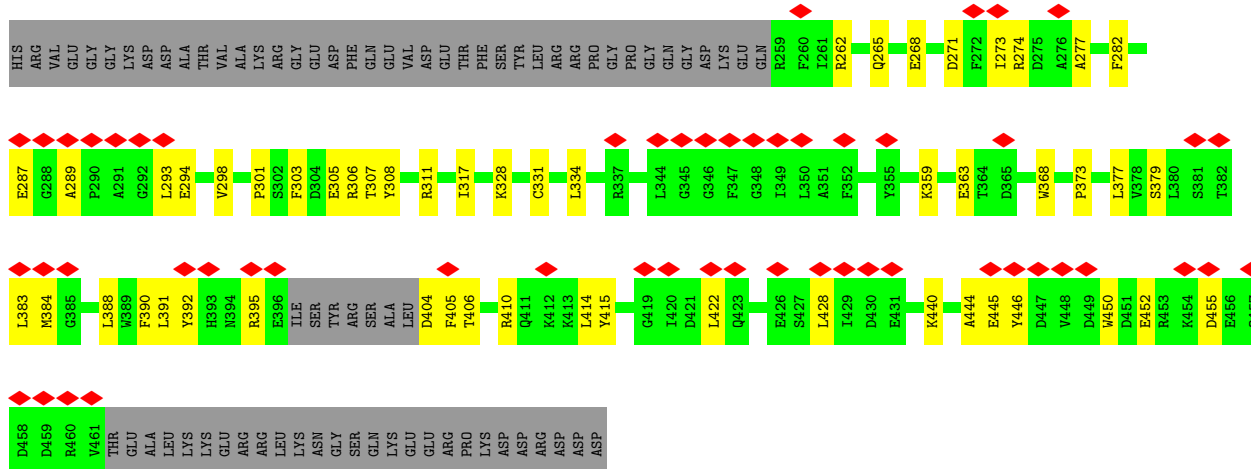 HIS ARG VAL GLU GLY GLY LYS ASP ASP ALA THR VAL ALA LYS ARG GLY GLU ASP PHE GLN GLU VAL ASP GLU THR PHE SER TYR LEU ARG ARG PRO GLY PRO GLY GLN GLY ASP LYS GLU GLN R259 F260 I261 R262 Q265 E268 D271 F272 I273 R274 D275 A276 A277 F282
E287 G288 A289 P290 A291 G292 L293 E294 V298 P301 S302 F303 D304 E305 R306 T307 Y308 R311 I317 K328 C331 L334 R337 L344 G345 G346 F347 G348 I349 L350 A351 F352 Y355 K359 E363 T364 D365 W368 P373 L377 V378 S379 L380 S381 T382
L383 M384 G385 L388 W389 F390 L391 Y392 H393 N394 R395 E396 ILE SER TYR ARG SER ALA LEU D404 F405 T406 R410 Q411 K412 K413 L414 Y415 G419 I420 D421 L422 Q423 E426 S427 L428 I429 D430 E431 K440 A444 E445 Y446 D447 V448 D449 W450 D451 E452 R453 K454 D455 E456
D458 D459 R460 V461 THR GLU ALA LEU LYS LYS GLU ARG ARG LEU LYS ASN GLY SER GLN LYS GLU GLU ARG PRO LYS ASP ASP ARG ASP ASP ASP